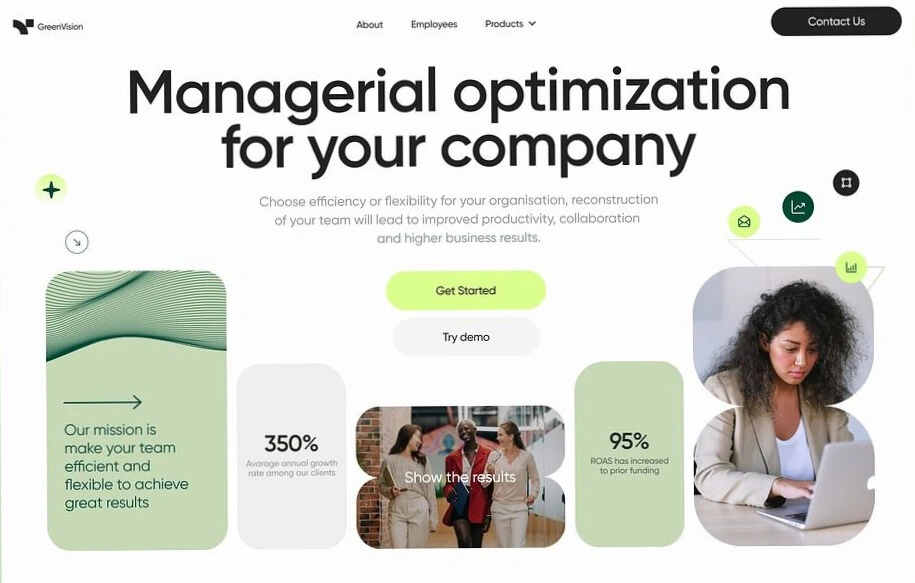 GreenVision
About
Employees
Products
Contact Us
Managerial optimization
for your company
Choose efficiency or flexibility for your organisation, reconstruction
of your team will lead to improved productivity, collaboration
and higher business results.
Get Started
Try demo
Our mission is
make your team
efficient and
flexible to achieve
great results
350%
Avarage annual growth
rate among our clients
Show the results
95%
ROAS has increased
to prior funding